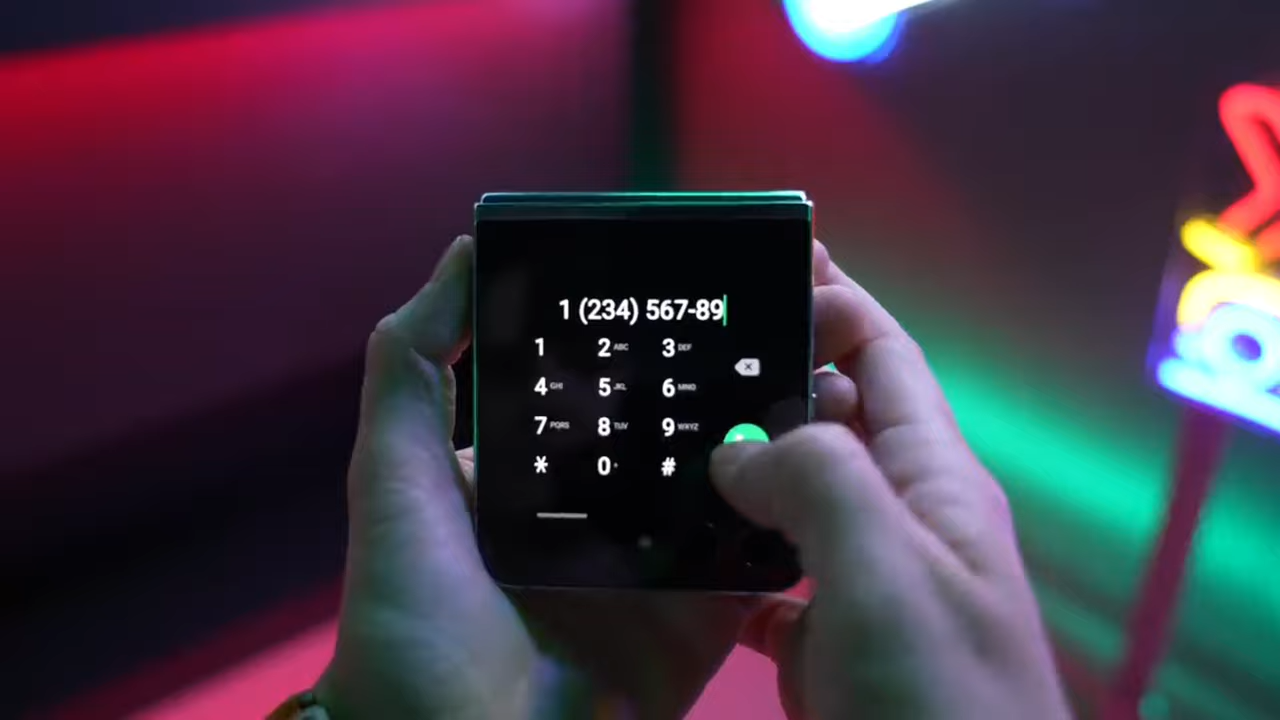 1 (234) 567-89
1 2 ABC 3 DEF
4 GHI 5 JKL 6 MNO
7 PQRS 8 TUV 9 WXYZ
* 0 + #